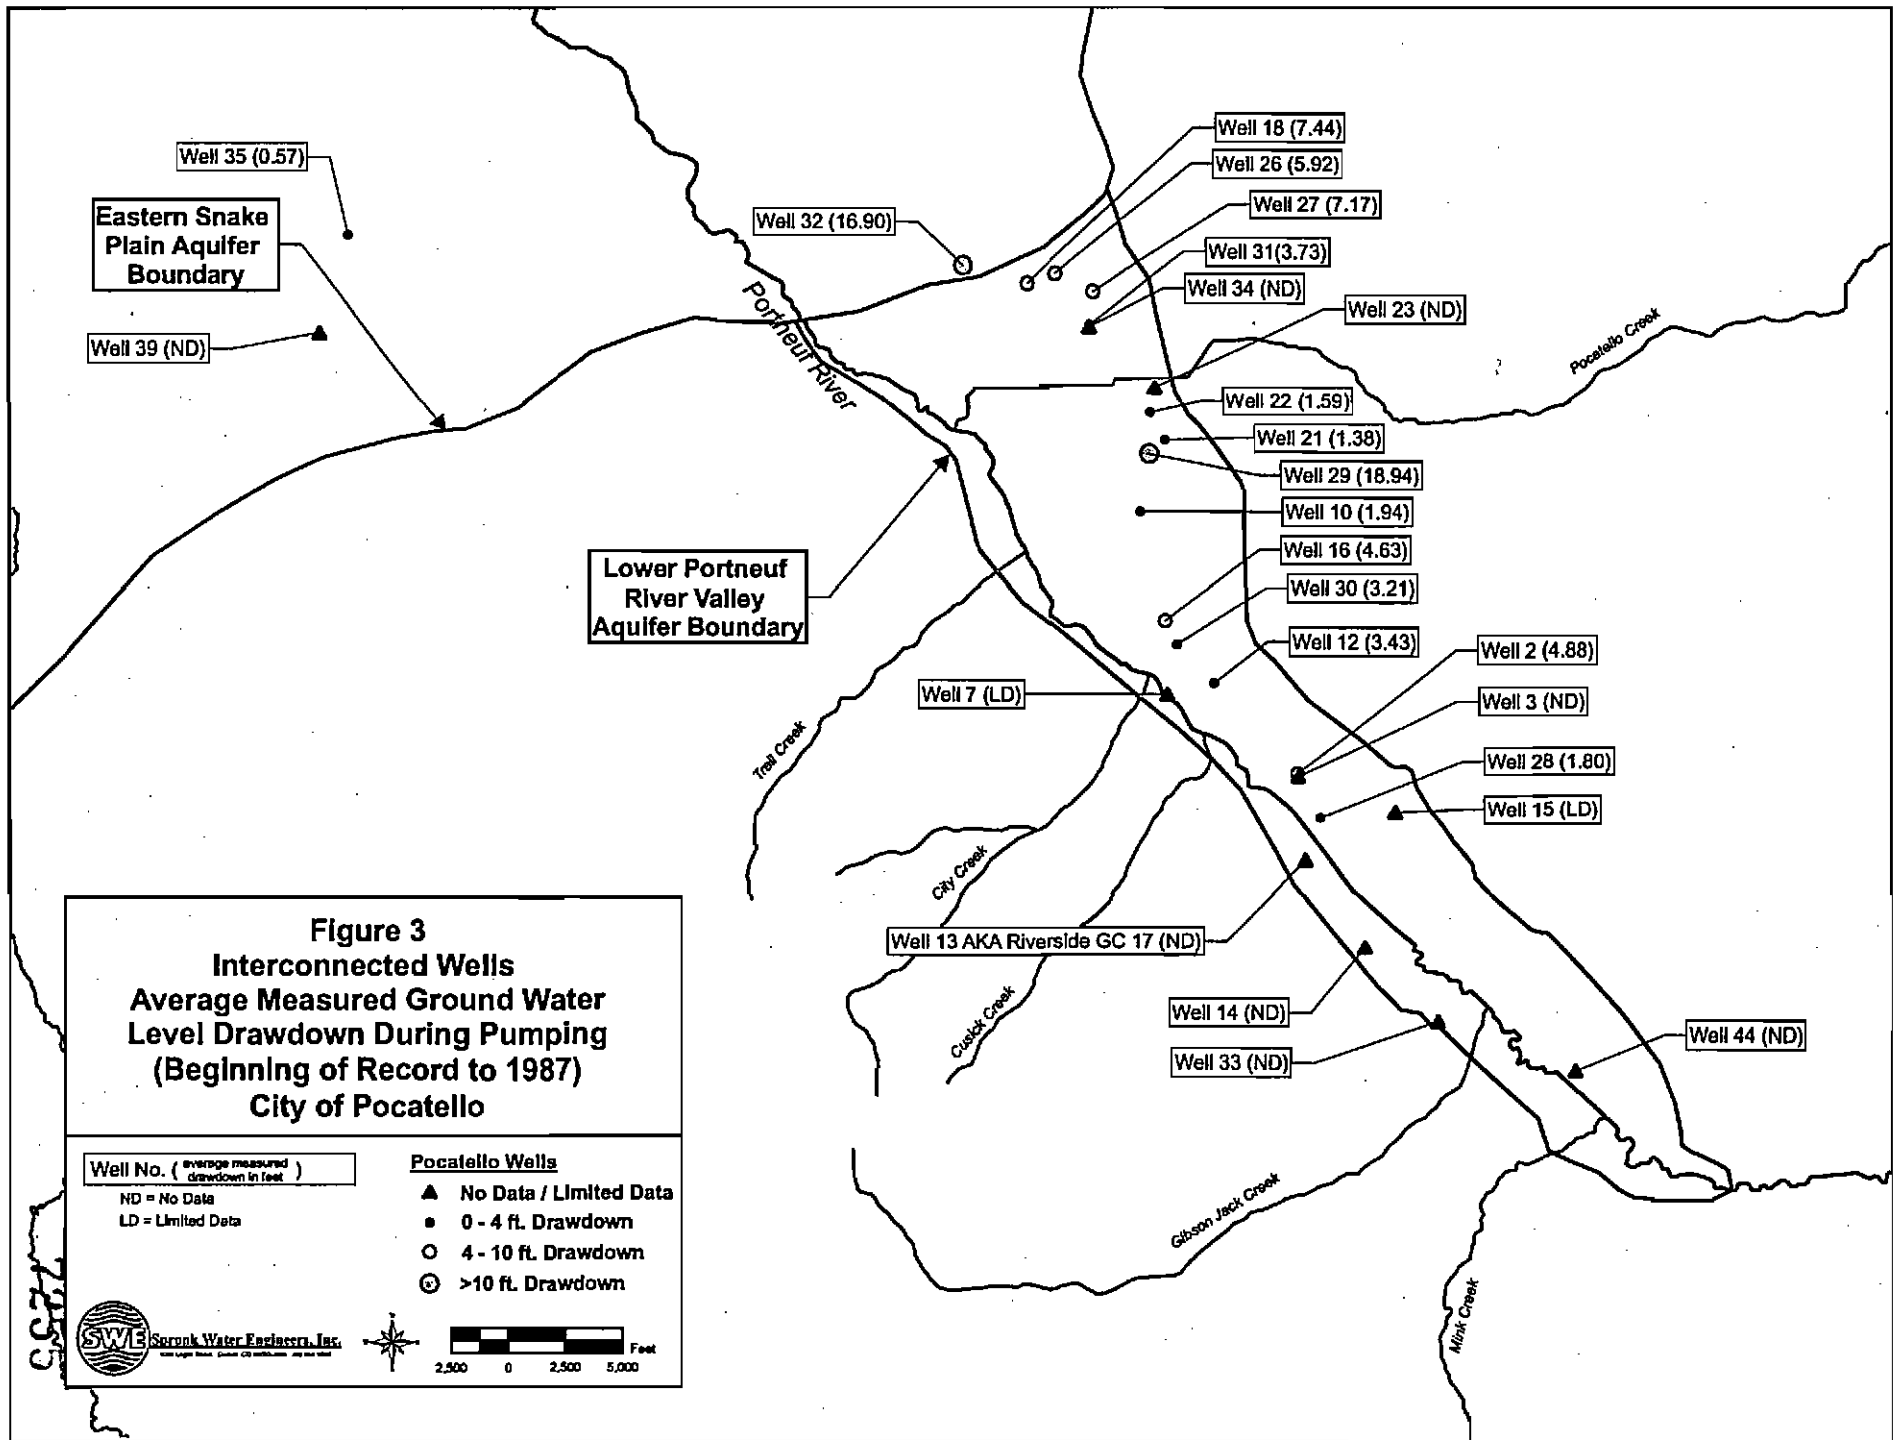 Well 18 (7.44)
Well 35 (0.57)
Well 26 (5.92)
Well 27 (7.17)
Eastern Snake
Plain Aquifer
Boundary
Well 32 (16.90)
Well 31(3.73)
Well 34 (ND)
Well 23 (ND)
Well 39 (ND)
Portneuf River
Pocatello Creek
Well 22 (1.59)
Well 21 (1.38)
Well 29 (18.94)
Well 10 (1.94)
Well 16 (4.63)
Lower Portneuf
River Valley
Aquifer Boundary
Well 30 (3.21)
Well 12 (3.43)
Well 2 (4.88)
Well 7 (LD)
Well 3 (ND)
Trail Creek
Well 28 (1.80)
Well 15 (LD)
City Creek
Well 13 AKA Riverside GC 17 (ND)
Cusick Creek
Well 14 (ND)
Well 33 (ND)
Well 44 (ND)
Gibson Jack Creek
Mink Creek
Figure 3
Interconnected Wells
Average Measured Ground Water
Level Drawdown During Pumping
(Beginning of Record to 1987)
City of Pocatello
Well No. ( average measured
drawdown in feet )
ND = No Data
LD = Limited Data
Pocatello Wells
No Data / Limited Data
0 - 4 ft. Drawdown
4 - 10 ft. Drawdown
>10 ft. Drawdown
SWE
Spronk Water Engineers, Inc.
Feet
2,500 0 2,500 5,000